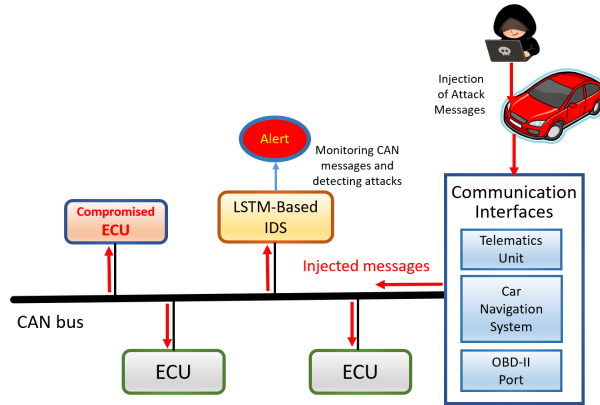 Injection
of Attack
Messages
Alert
Monitoring CAN
messages and
detecting attacks
Compromised
ECU
LSTM-Based
IDS
Communication
Interfaces
Telematics
Unit
Injected messages
Car
Navigation
System
CAN bus
OBD-II
Port
ECU
ECU